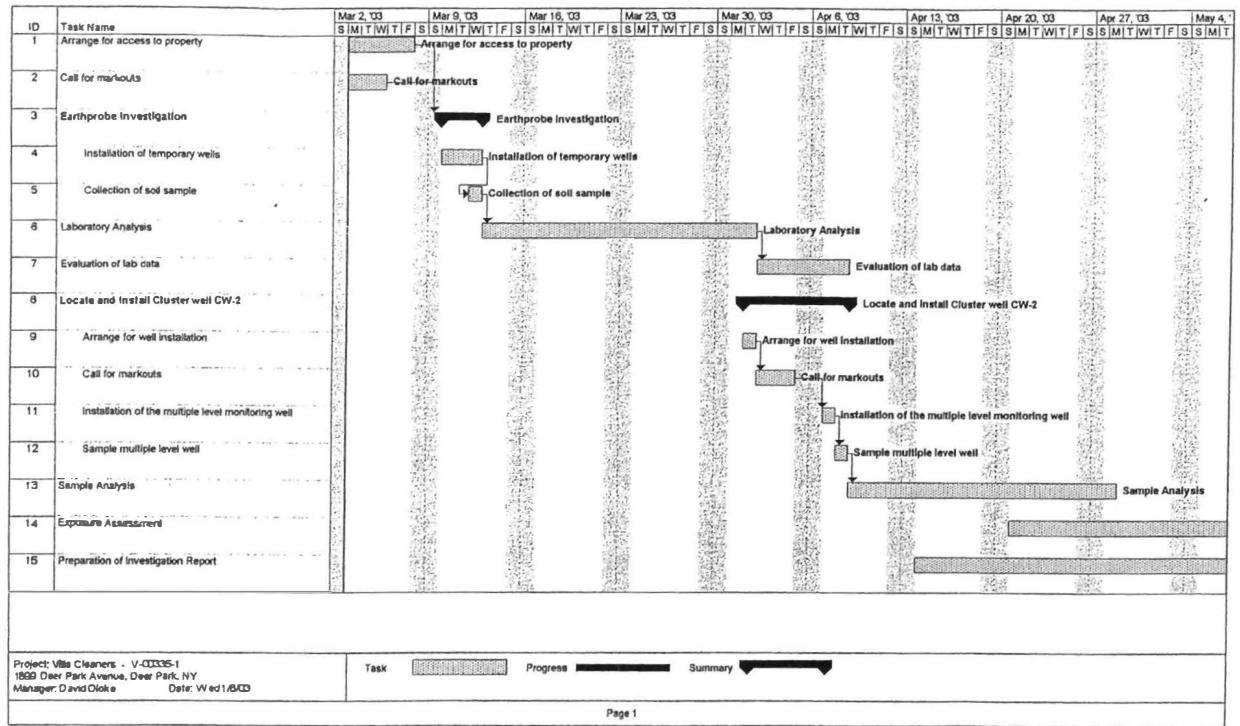 Mar 2, '03 Mar 9, '03 Mar 16, '03 Mar 23, '03 Mar 30, '03 Apr 6, '03 Apr 13, '03 Apr 20, '03 Apr 27, '03 May 4, '
ID Task Name S M T W T F S S M T W T F S S M T W T F S S M T W T F S S M T W T F S S M T W T F S S M T W T F S S M T W T F S S M T W T F S S M T
1 Arrange for access to property Arrange for access to property
2 Call for markouts Call for markouts
3 Earthprobe Investigation Earthprobe Investigation
4 Installation of temporary wells Installation of temporary wells
5 Collection of soil sample Collection of soil sample
6 Laboratory Analysis Laboratory Analysis
7 Evaluation of lab data Evaluation of lab data
8 Locate and Install Cluster well CW-2 Locate and Install Cluster well CW-2
9 Arrange for well installation Arrange for well installation
10 Call for markouts Call for markouts
11 Installation of the multiple level monitoring well Installation of the multiple level monitoring well
12 Sample multiple level well Sample multiple level well
13 Sample Analysis Sample Analysis
14 Exposure Assessment
15 Preparation of Investigation Report
Project: Villa Cleaners - V-00335-1
1899 Deer Park Avenue, Deer Park, NY
Manager: David Oloke Date: Wed 1/8/03
Task Progress Summary
Page 1